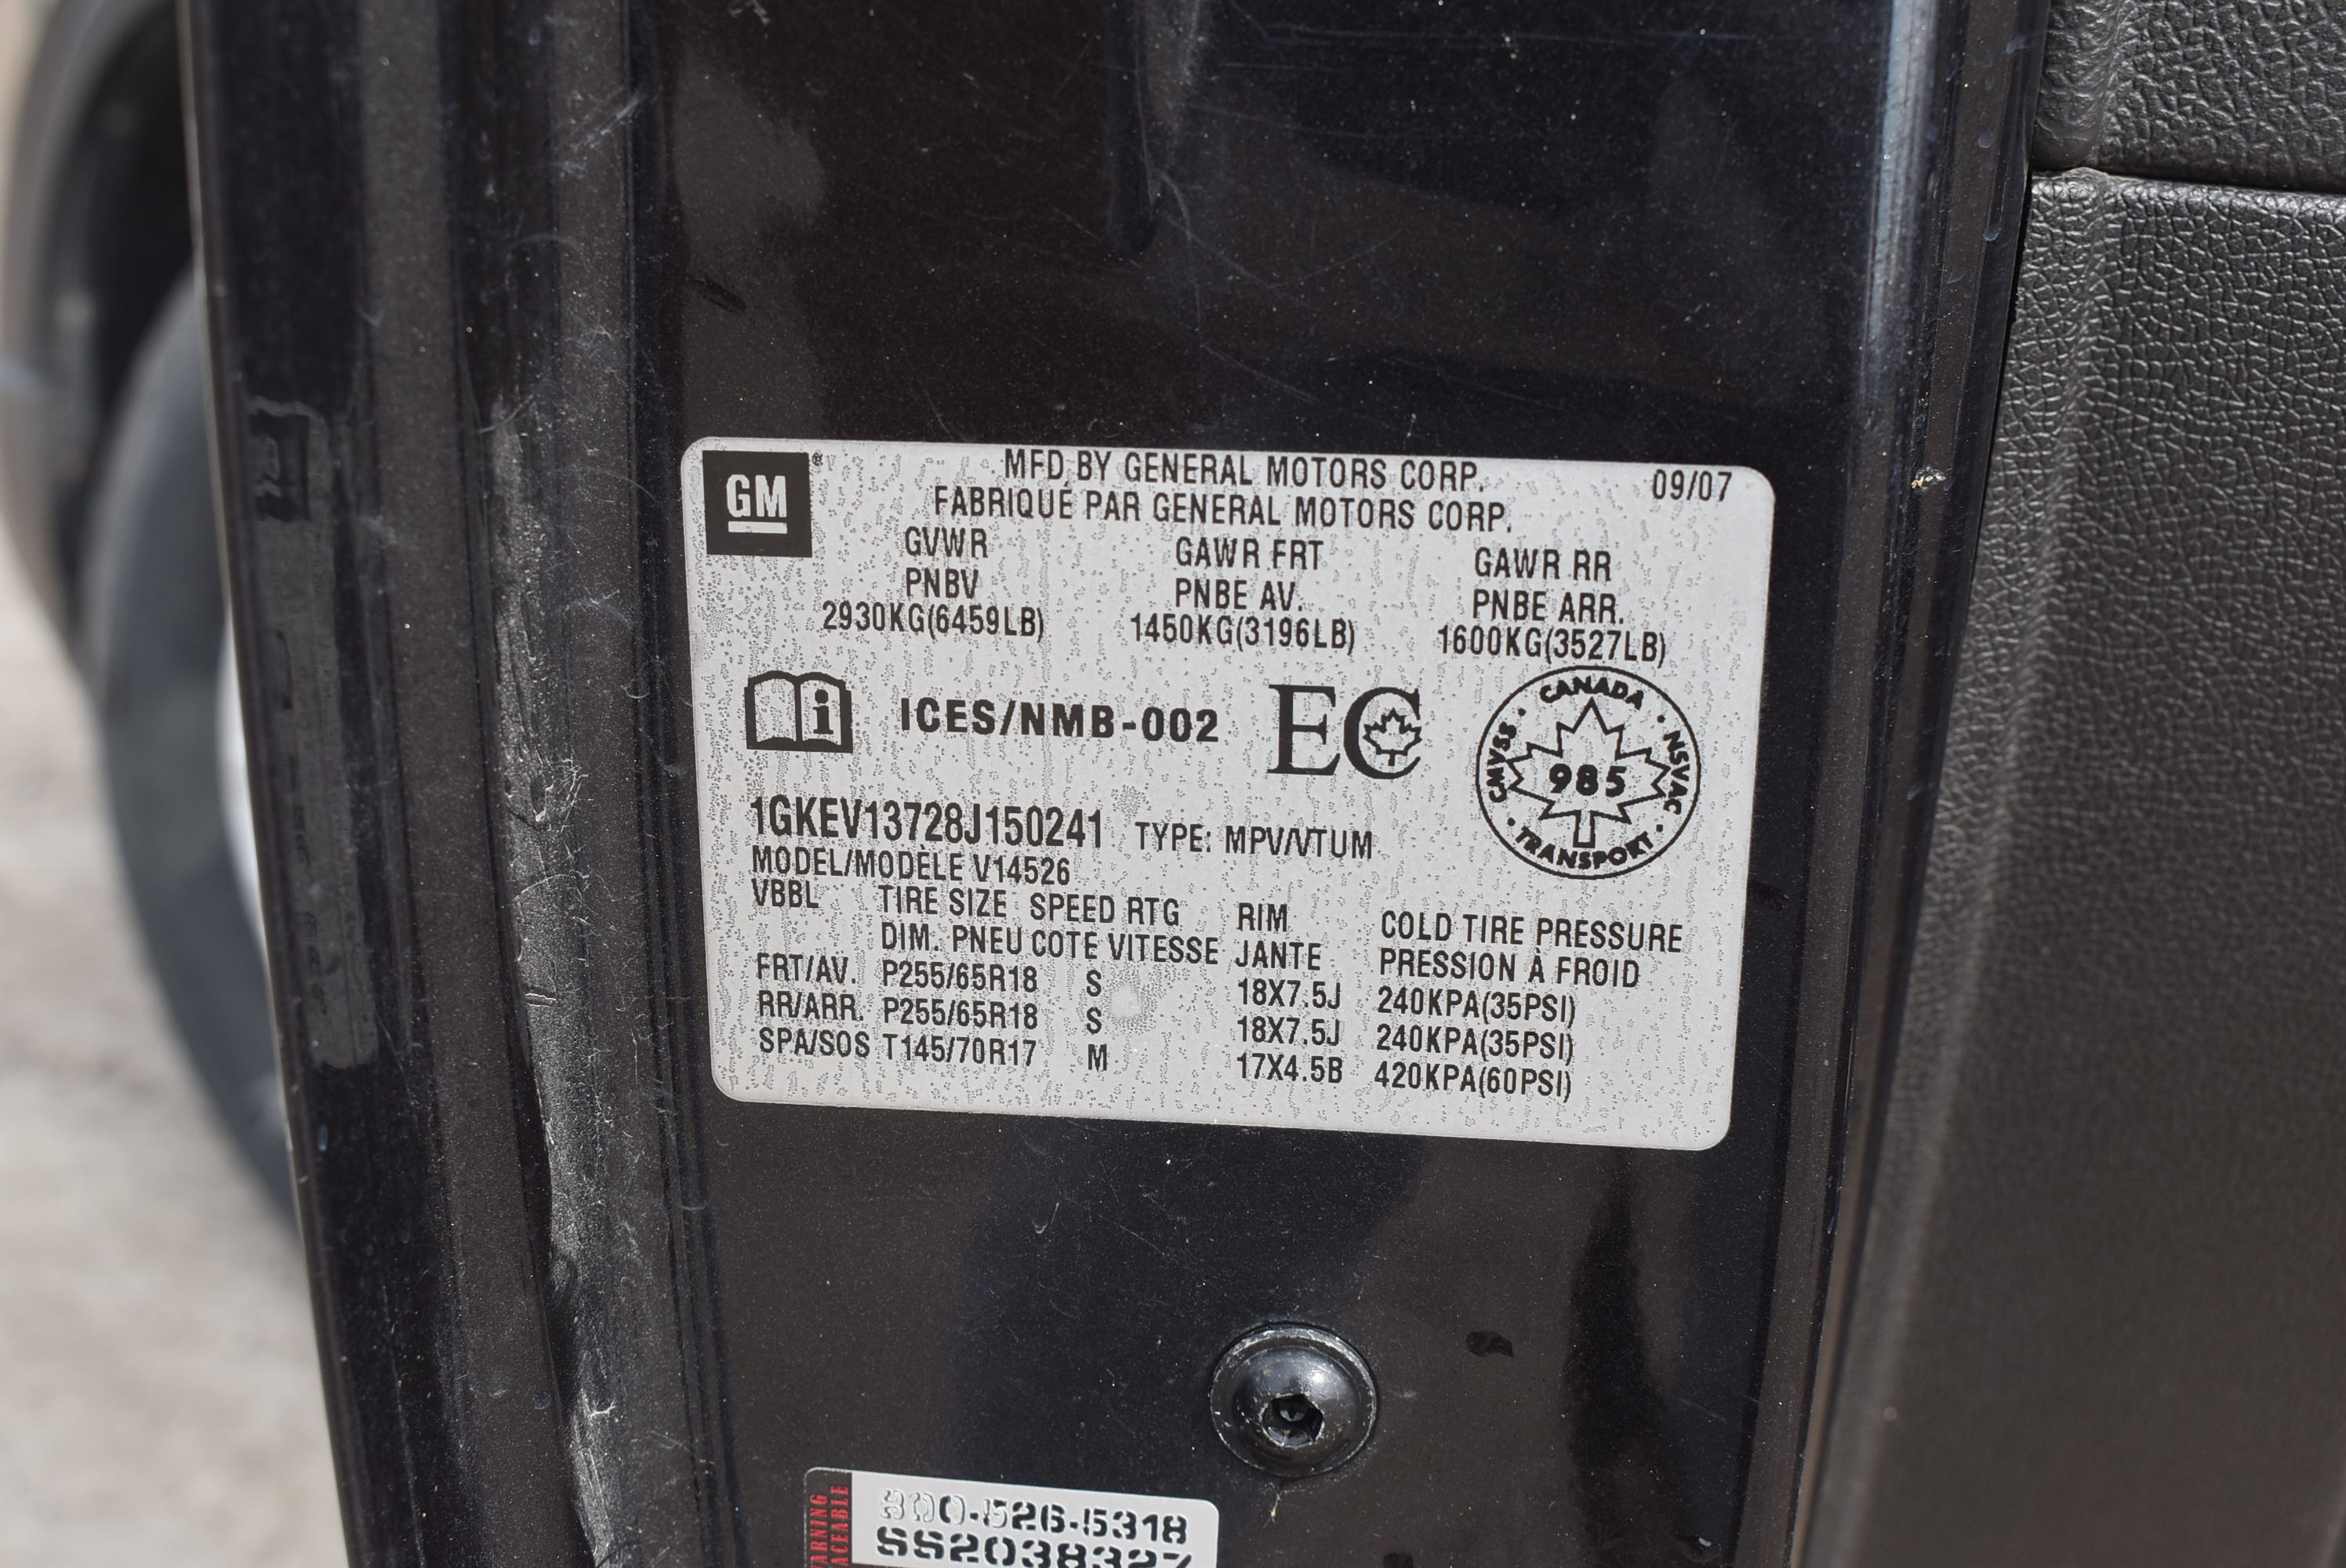 GM®
MFD BY GENERAL MOTORS CORP. 09/07
FABRIQUÉ PAR GENERAL MOTORS CORP.
GVWR GAWR FRT GAWR RR
PNBV PNBE AV. PNBE ARR.
2930KG(6459LB) 1450KG(3196LB) 1600KG(3527LB)
i ICES/NMB-002 EC
CANADA · NSVAC · TRANSPORT · CMVSS ·
985
1GKEV13728J150241 TYPE: MPV/VTUM
MODEL/MODÈLE V14526
VBBL TIRE SIZE SPEED RTG RIM COLD TIRE PRESSURE
DIM. PNEU COTE VITESSE JANTE PRESSION À FROID
FRT/AV. P255/65R18 S 18X7.5J 240KPA(35PSI)
RR/ARR. P255/65R18 S 18X7.5J 240KPA(35PSI)
SPA/SOS T145/70R17 M 17X4.5B 420KPA(60PSI)
800-526-5318
SS2038327